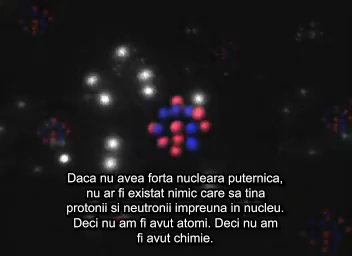 Daca nu avea forta nucleara puternica,
nu ar fi existat nimic care sa tina
protonii si neutronii impreuna in nucleu.
Deci nu am fi avut atomi. Deci nu am
fi avut chimie.